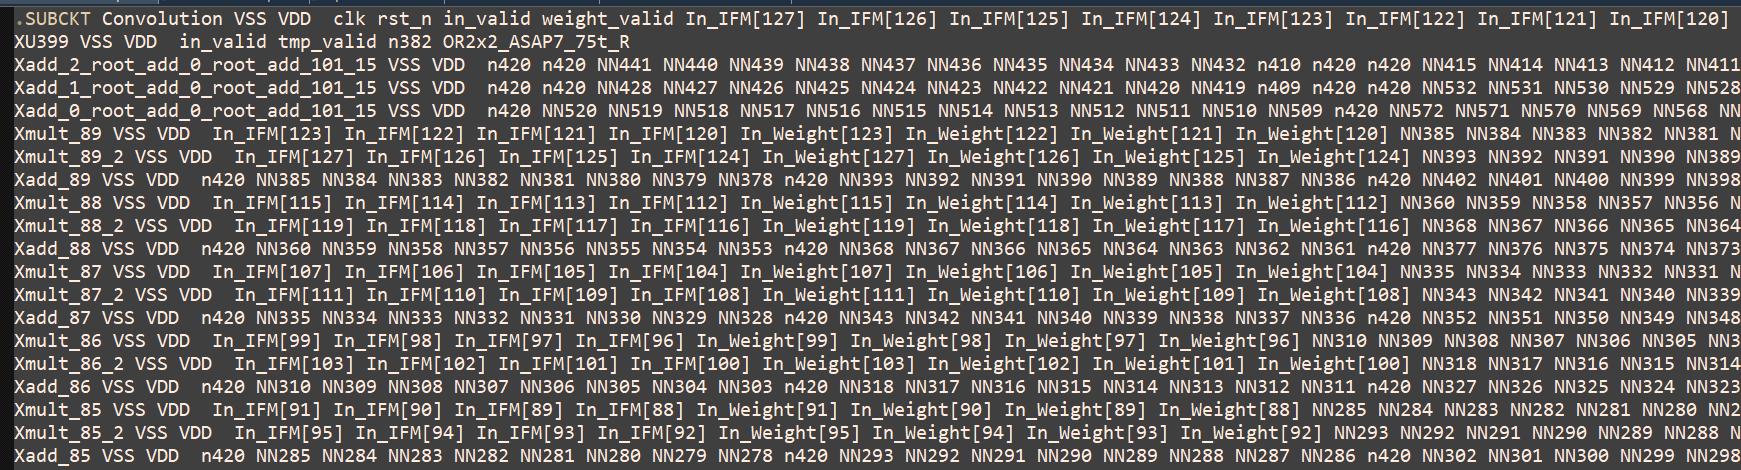 .SUBCKT Convolution VSS VDD  clk rst_n in_valid weight_valid In_IFM[127] In_IFM[126] In_IFM[125] In_IFM[124] In_IFM[123] In_IFM[122] In_IFM[121] In_IFM[120]
XU399 VSS VDD  in_valid tmp_valid n382 OR2x2_ASAP7_75t_R
Xadd_2_root_add_0_root_add_101_15 VSS VDD  n420 n420 NN441 NN440 NN439 NN438 NN437 NN436 NN435 NN434 NN433 NN432 n410 n420 n420 NN415 NN414 NN413 NN412 NN411
Xadd_1_root_add_0_root_add_101_15 VSS VDD  n420 n420 NN428 NN427 NN426 NN425 NN424 NN423 NN422 NN421 NN420 NN419 n409 n420 n420 NN532 NN531 NN530 NN529 NN528
Xadd_0_root_add_0_root_add_101_15 VSS VDD  n420 NN520 NN519 NN518 NN517 NN516 NN515 NN514 NN513 NN512 NN511 NN510 NN509 n420 NN572 NN571 NN570 NN569 NN568 NN
Xmult_89 VSS VDD  In_IFM[123] In_IFM[122] In_IFM[121] In_IFM[120] In_Weight[123] In_Weight[122] In_Weight[121] In_Weight[120] NN385 NN384 NN383 NN382 NN381 N
Xmult_89_2 VSS VDD  In_IFM[127] In_IFM[126] In_IFM[125] In_IFM[124] In_Weight[127] In_Weight[126] In_Weight[125] In_Weight[124] NN393 NN392 NN391 NN390 NN389
Xadd_89 VSS VDD  n420 NN385 NN384 NN383 NN382 NN381 NN380 NN379 NN378 n420 NN393 NN392 NN391 NN390 NN389 NN388 NN387 NN386 n420 NN402 NN401 NN400 NN399 NN398
Xmult_88 VSS VDD  In_IFM[115] In_IFM[114] In_IFM[113] In_IFM[112] In_Weight[115] In_Weight[114] In_Weight[113] In_Weight[112] NN360 NN359 NN358 NN357 NN356 N
Xmult_88_2 VSS VDD  In_IFM[119] In_IFM[118] In_IFM[117] In_IFM[116] In_Weight[119] In_Weight[118] In_Weight[117] In_Weight[116] NN368 NN367 NN366 NN365 NN364
Xadd_88 VSS VDD  n420 NN360 NN359 NN358 NN357 NN356 NN355 NN354 NN353 n420 NN368 NN367 NN366 NN365 NN364 NN363 NN362 NN361 n420 NN377 NN376 NN375 NN374 NN373
Xmult_87 VSS VDD  In_IFM[107] In_IFM[106] In_IFM[105] In_IFM[104] In_Weight[107] In_Weight[106] In_Weight[105] In_Weight[104] NN335 NN334 NN333 NN332 NN331 N
Xmult_87_2 VSS VDD  In_IFM[111] In_IFM[110] In_IFM[109] In_IFM[108] In_Weight[111] In_Weight[110] In_Weight[109] In_Weight[108] NN343 NN342 NN341 NN340 NN339
Xadd_87 VSS VDD  n420 NN335 NN334 NN333 NN332 NN331 NN330 NN329 NN328 n420 NN343 NN342 NN341 NN340 NN339 NN338 NN337 NN336 n420 NN352 NN351 NN350 NN349 NN348
Xmult_86 VSS VDD  In_IFM[99] In_IFM[98] In_IFM[97] In_IFM[96] In_Weight[99] In_Weight[98] In_Weight[97] In_Weight[96] NN310 NN309 NN308 NN307 NN306 NN305 NN3
Xmult_86_2 VSS VDD  In_IFM[103] In_IFM[102] In_IFM[101] In_IFM[100] In_Weight[103] In_Weight[102] In_Weight[101] In_Weight[100] NN318 NN317 NN316 NN315 NN314
Xadd_86 VSS VDD  n420 NN310 NN309 NN308 NN307 NN306 NN305 NN304 NN303 n420 NN318 NN317 NN316 NN315 NN314 NN313 NN312 NN311 n420 NN327 NN326 NN325 NN324 NN323
Xmult_85 VSS VDD  In_IFM[91] In_IFM[90] In_IFM[89] In_IFM[88] In_Weight[91] In_Weight[90] In_Weight[89] In_Weight[88] NN285 NN284 NN283 NN282 NN281 NN280 NN2
Xmult_85_2 VSS VDD  In_IFM[95] In_IFM[94] In_IFM[93] In_IFM[92] In_Weight[95] In_Weight[94] In_Weight[93] In_Weight[92] NN293 NN292 NN291 NN290 NN289 NN288 N
Xadd_85 VSS VDD  n420 NN285 NN284 NN283 NN282 NN281 NN280 NN279 NN278 n420 NN293 NN292 NN291 NN290 NN289 NN288 NN287 NN286 n420 NN302 NN301 NN300 NN299 NN298